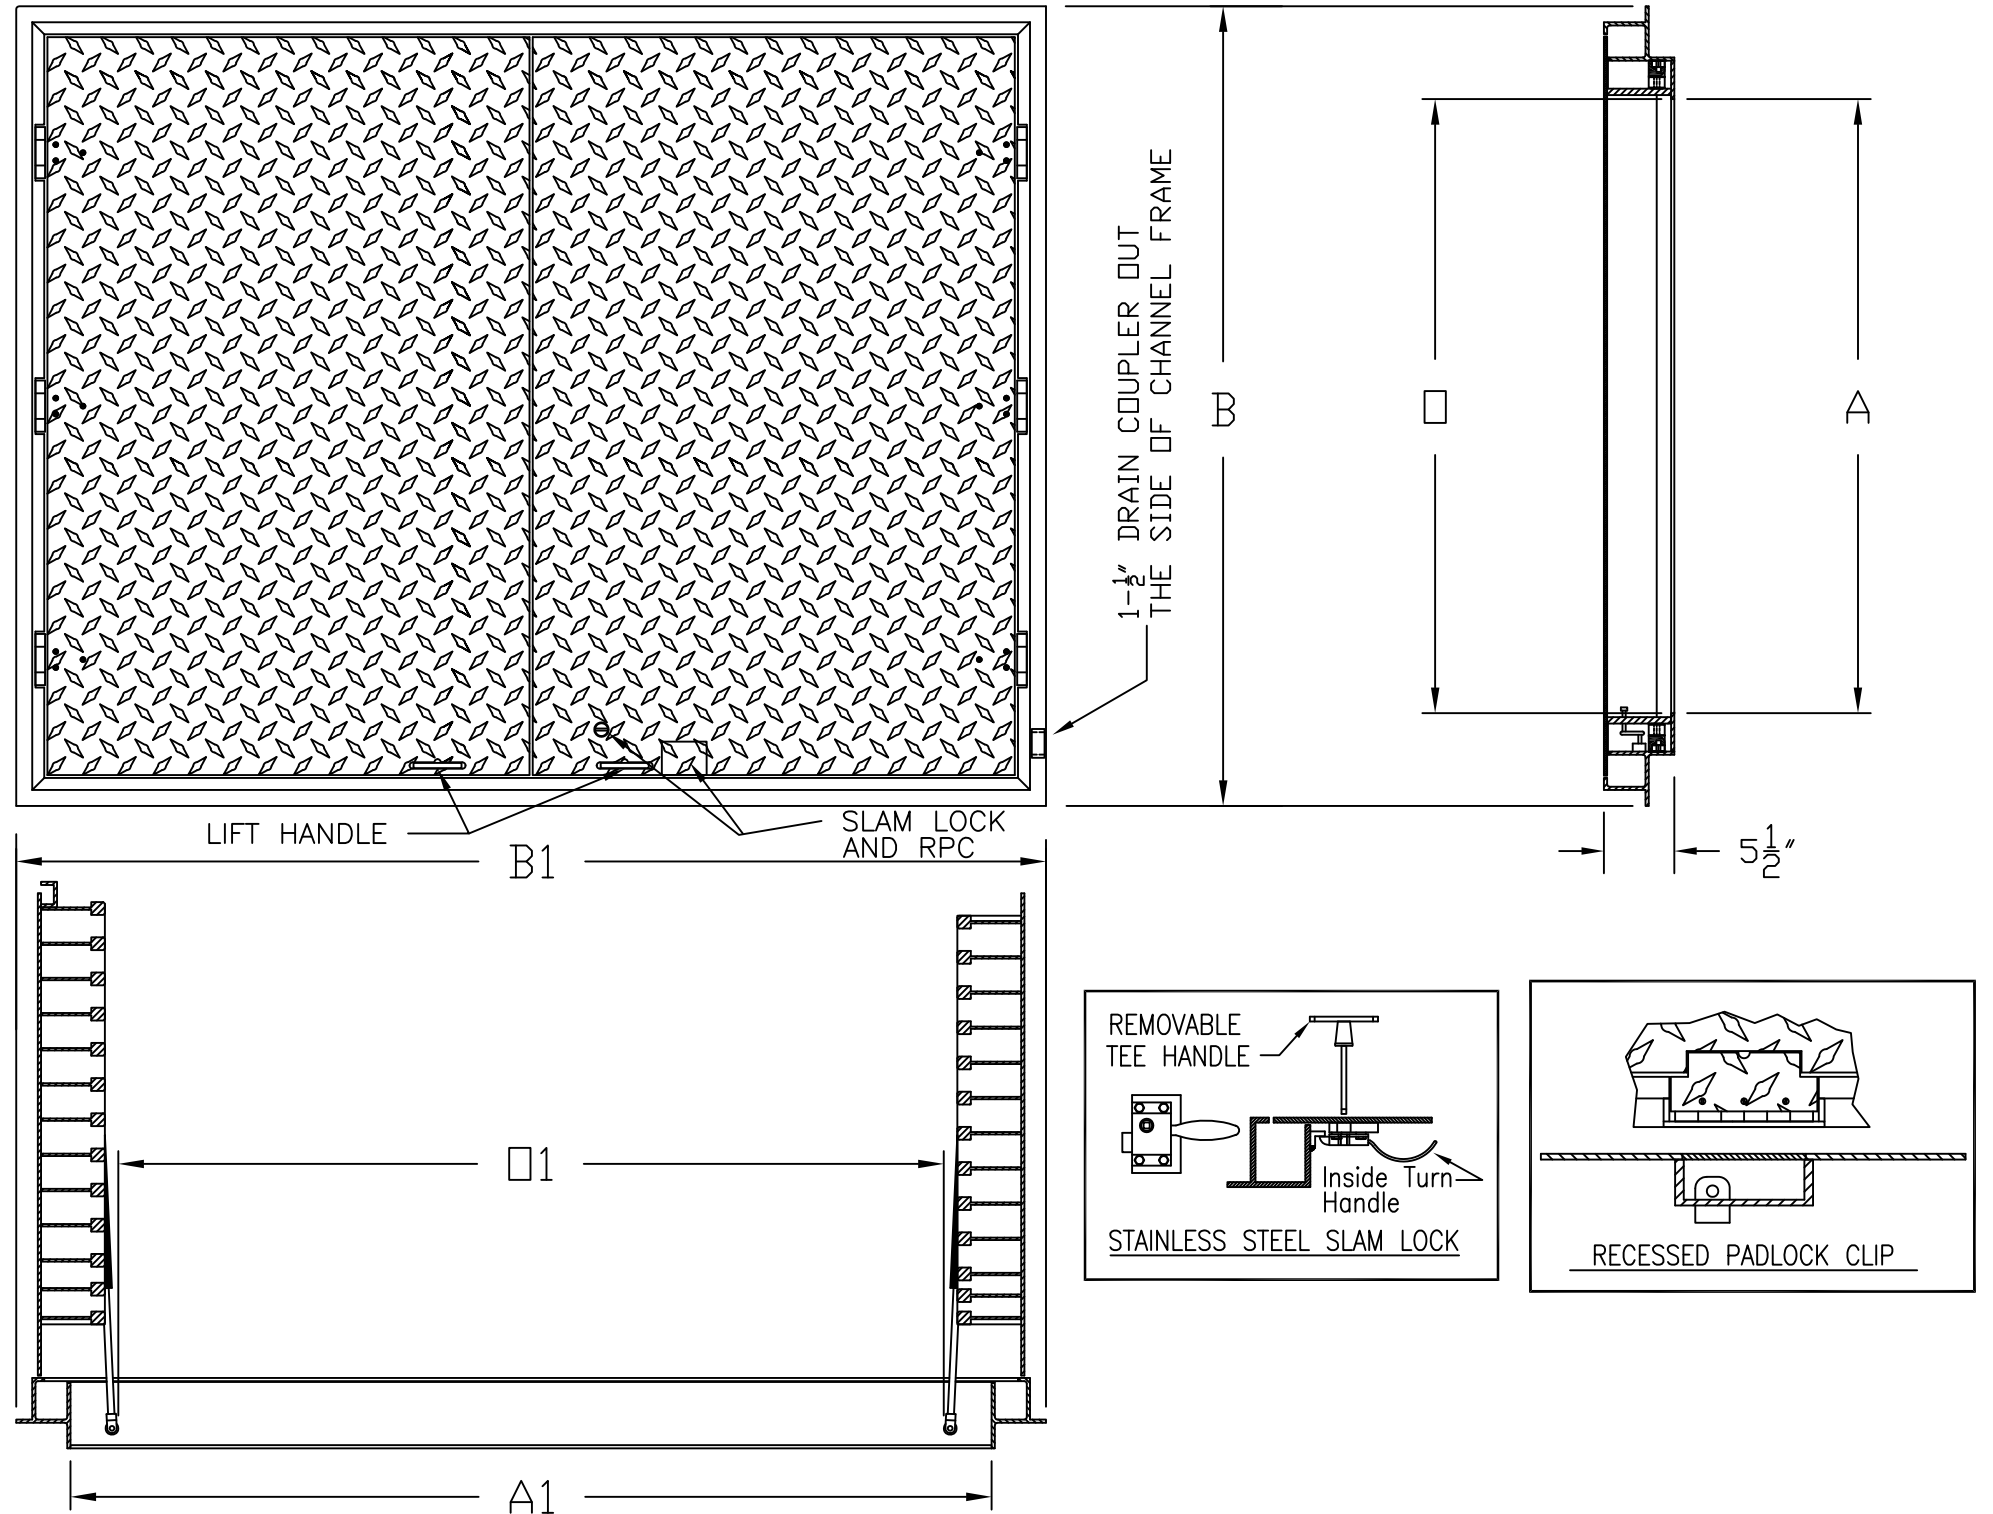 1-1/2" DRAIN COUPLER OUT
THE SIDE OF CHANNEL FRAME
B
O
A
LIFT HANDLE
SLAM LOCK
AND RPC
B1
5 1/2"
O1
A1
REMOVABLE
TEE HANDLE
Inside Turn
Handle
STAINLESS STEEL SLAM LOCK
RECESSED PADLOCK CLIP